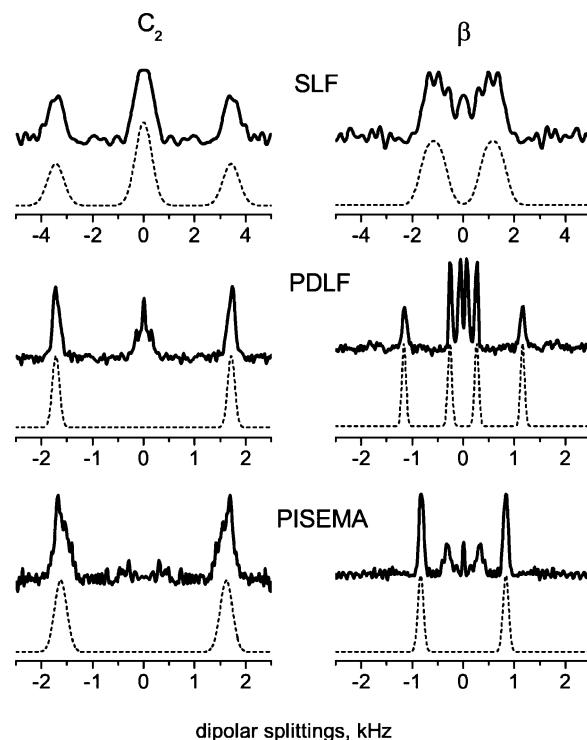 C₂ β
SLF
-4 -2 0 2 4 -4 -2 0 2 4
PDLF
-2 -1 0 1 2 -2 -1 0 1 2
PISEMA
-2 -1 0 1 2 -2 -1 0 1 2
dipolar splittings, kHz